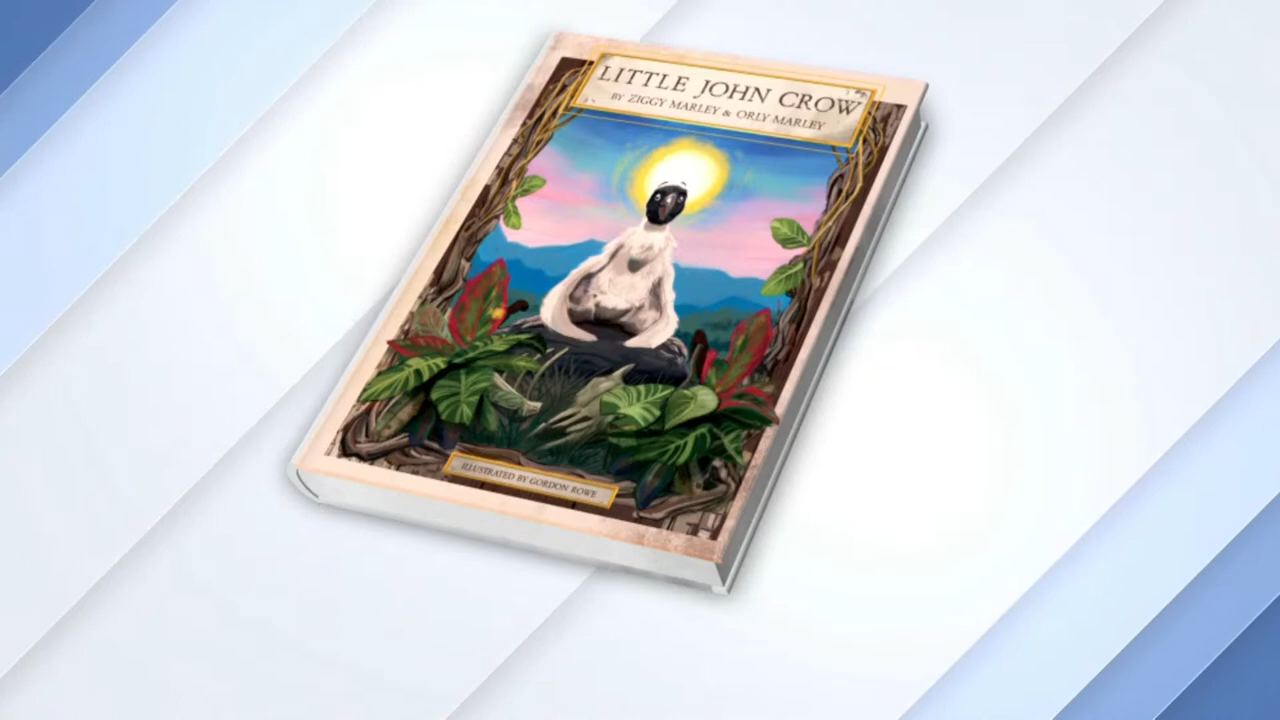 LITTLE JOHN CROW
BY ZIGGY MARLEY & ORLY MARLEY
ILLUSTRATED BY GORDON ROWE